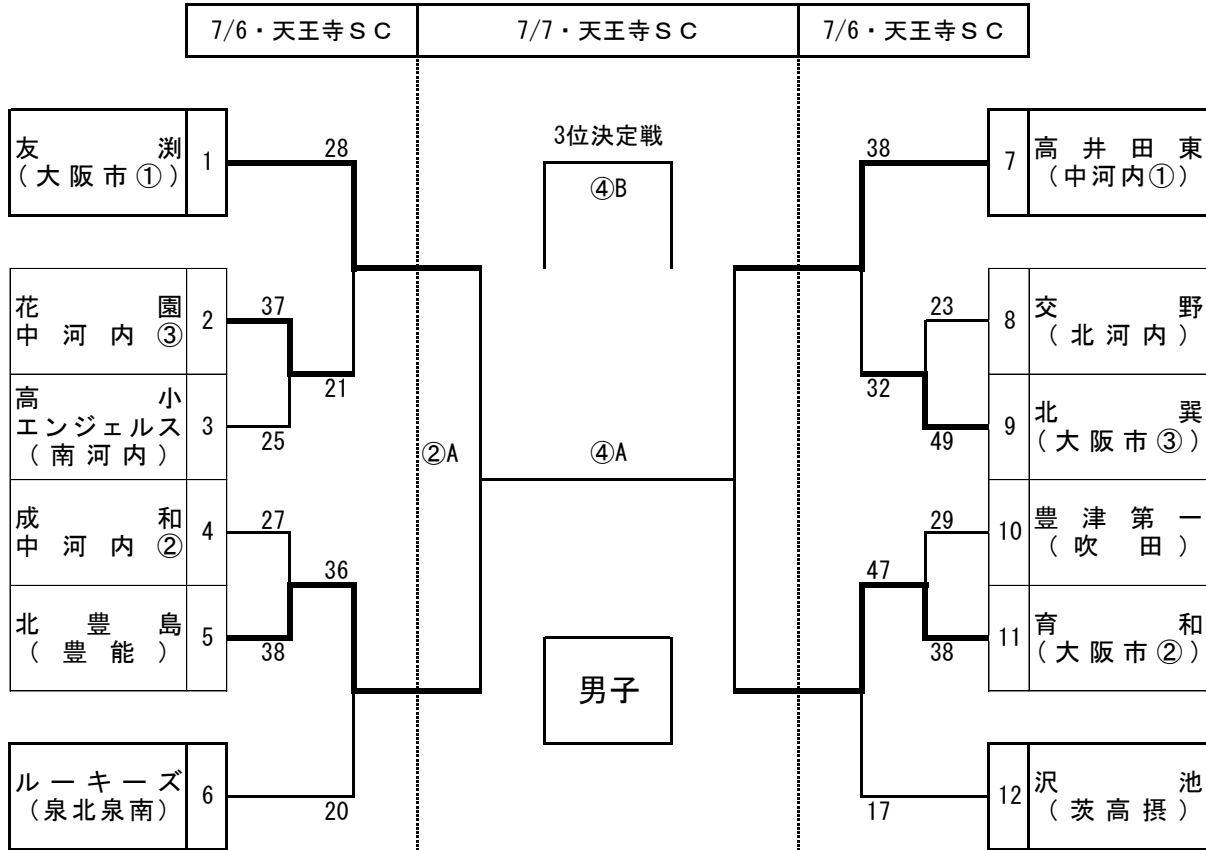 7/6・天王寺ＳＣ
7/7・天王寺ＳＣ
7/6・天王寺ＳＣ
友渕
(大阪市①)
1
28
花園
中河内③
2
37
21
高小
エンジェルス
(南河内)
3
25
成和
中河内②
4
27
36
北豊島
(豊能)
5
38
ルーキーズ
(泉北泉南)
6
20
②A
3位決定戦
④B
④A
男子
38
7
高井田東
(中河内①)
23
8
交野
(北河内)
32
49
9
北巽
(大阪市③)
29
10
豊津第一
(吹田)
47
38
11
育和
(大阪市②)
17
12
沢池
(茨高摂)